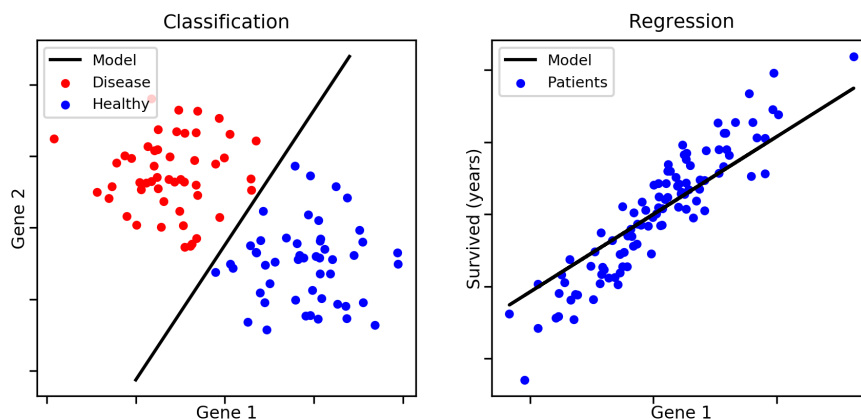 Classification
Model
Disease
Healthy
Gene 2
Gene 1
Regression
Model
Patients
Survived (years)
Gene 1